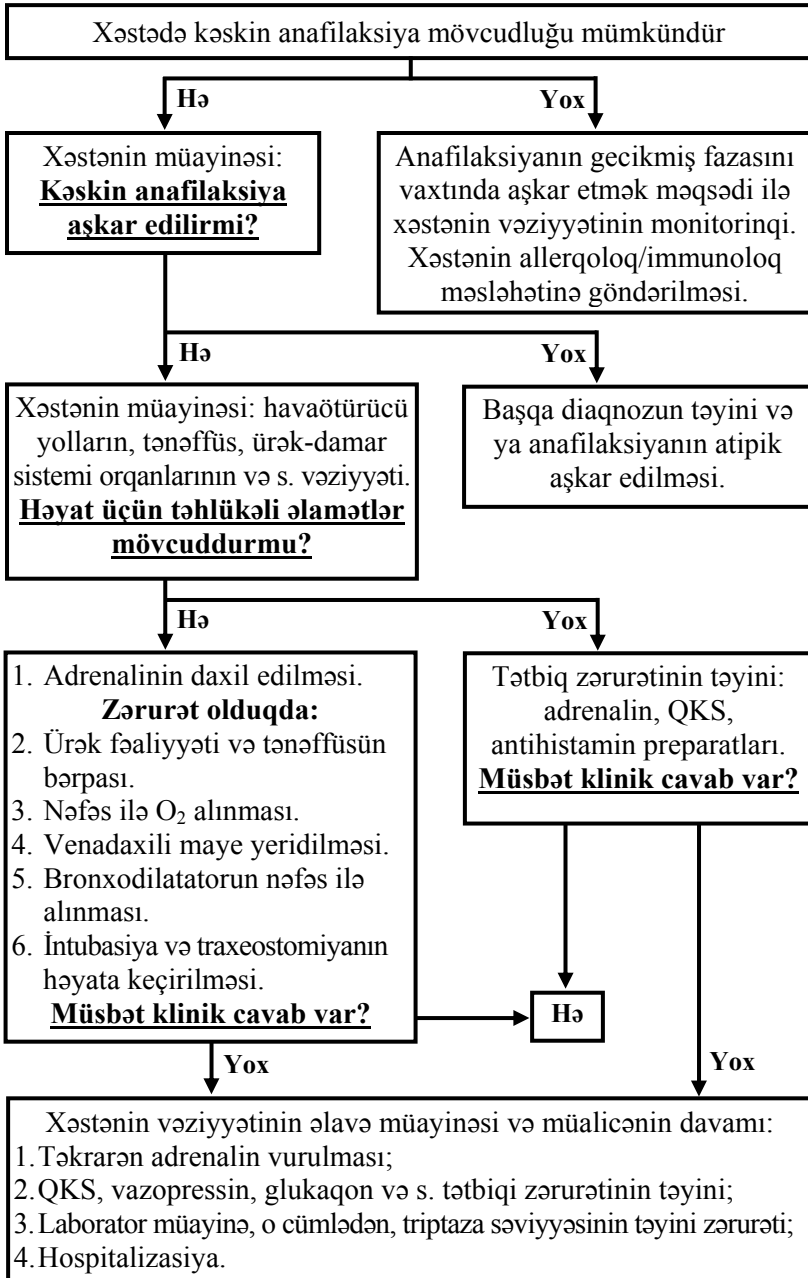 Xəstədə kəskin anafilaksiya mövcudluğu mümkündür
Hə
Yox
Xəstənin müayinəsi:
Kəskin anafilaksiya
aşkar edilirmi?
Anafilaksiyanın gecikmiş fazasını
vaxtında aşkar etmək məqsədi ilə
xəstənin vəziyyətinin monitorinqi.
Xəstənin allerqoloq/immunoloq
məsləhətinə göndərilməsi.
Hə
Yox
Xəstənin müayinəsi: havaötürücü
yolların, tənəffüs, ürək-damar
sistemi orqanlarının və s. vəziyyəti.
Həyat üçün təhlükəli əlamətlər
mövcuddurmu?
Başqa diaqnozun təyini və
ya anafilaksiyanın atipik
aşkar edilməsi.
Hə
Yox
1. Adrenalinin daxil edilməsi.
Zərurət olduqda:
2. Ürək fəaliyyəti və tənəffüsün
bərpası.
3. Nəfəs ilə O₂ alınması.
4. Venadaxili maye yeridilməsi.
5. Bronxodilatatorun nəfəs ilə
alınması.
6. İntubasiya və traxeostomiyanın
həyata keçirilməsi.
Müsbət klinik cavab var?
Tətbiq zərurətinin təyini:
adrenalin, QKS,
antihistamin preparatları.
Müsbət klinik cavab var?
Hə
Yox
Yox
Xəstənin vəziyyətinin əlavə müayinəsi və müalicənin davamı:
1. Təkrarən adrenalin vurulması;
2. QKS, vazopressin, glukaqon və s. tətbiqi zərurətinin təyini;
3. Laborator müayinə, o cümlədən, triptaza səviyyəsinin təyini zərurəti;
4. Hospitalizasiya.